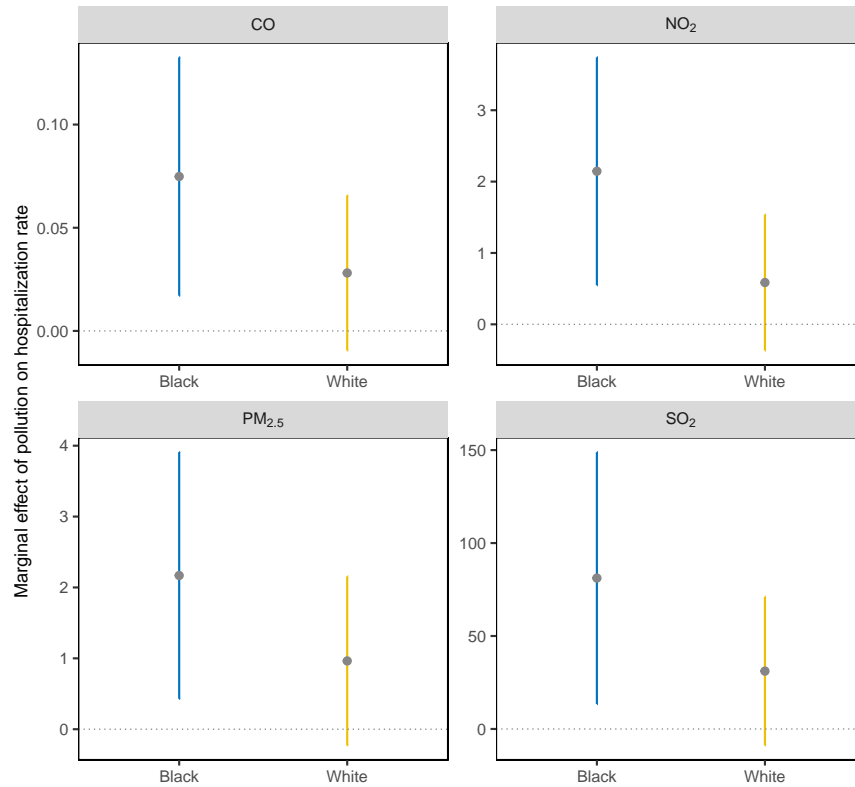 Marginal effect of pollution on hospitalization rate
CO
0.10
0.05
0.00
Black White
NO₂
3
2
1
0
Black White
PM₂.₅
4
3
2
1
0
Black White
SO₂
150
100
50
0
Black White